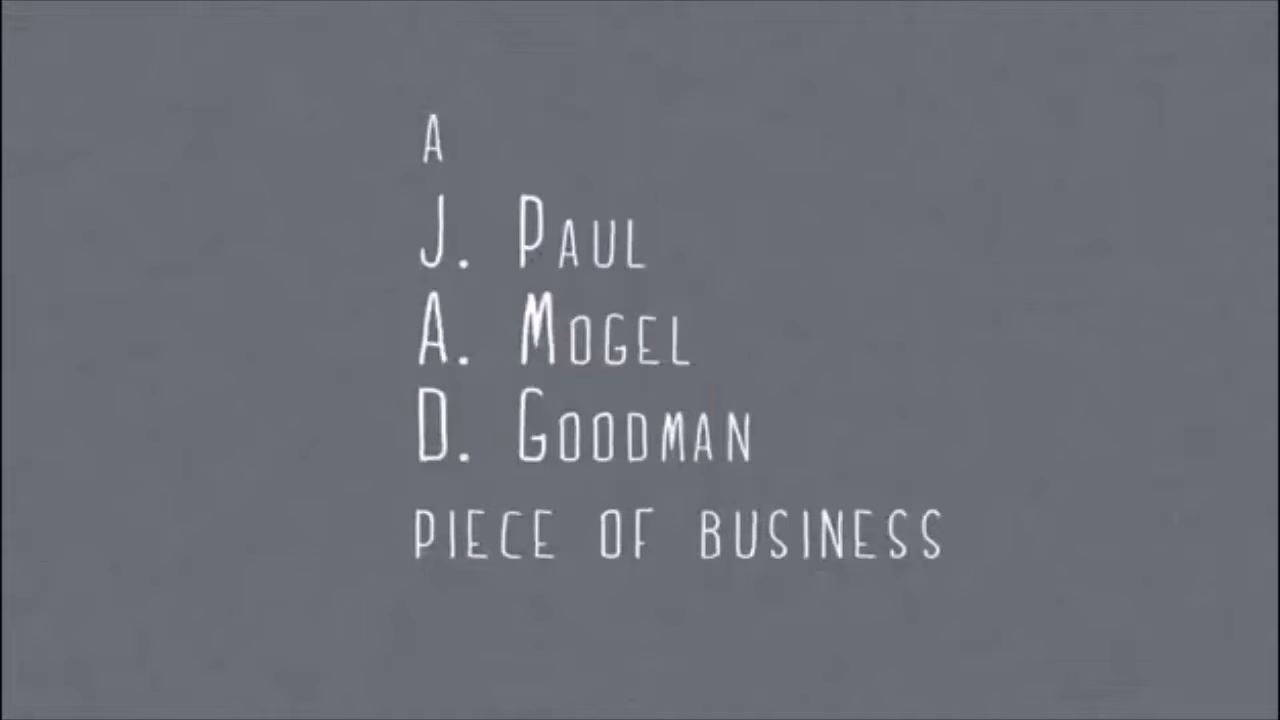 A
J. PAUL
A. MOGEL
D. GOODMAN
PIECE OF BUSINESS